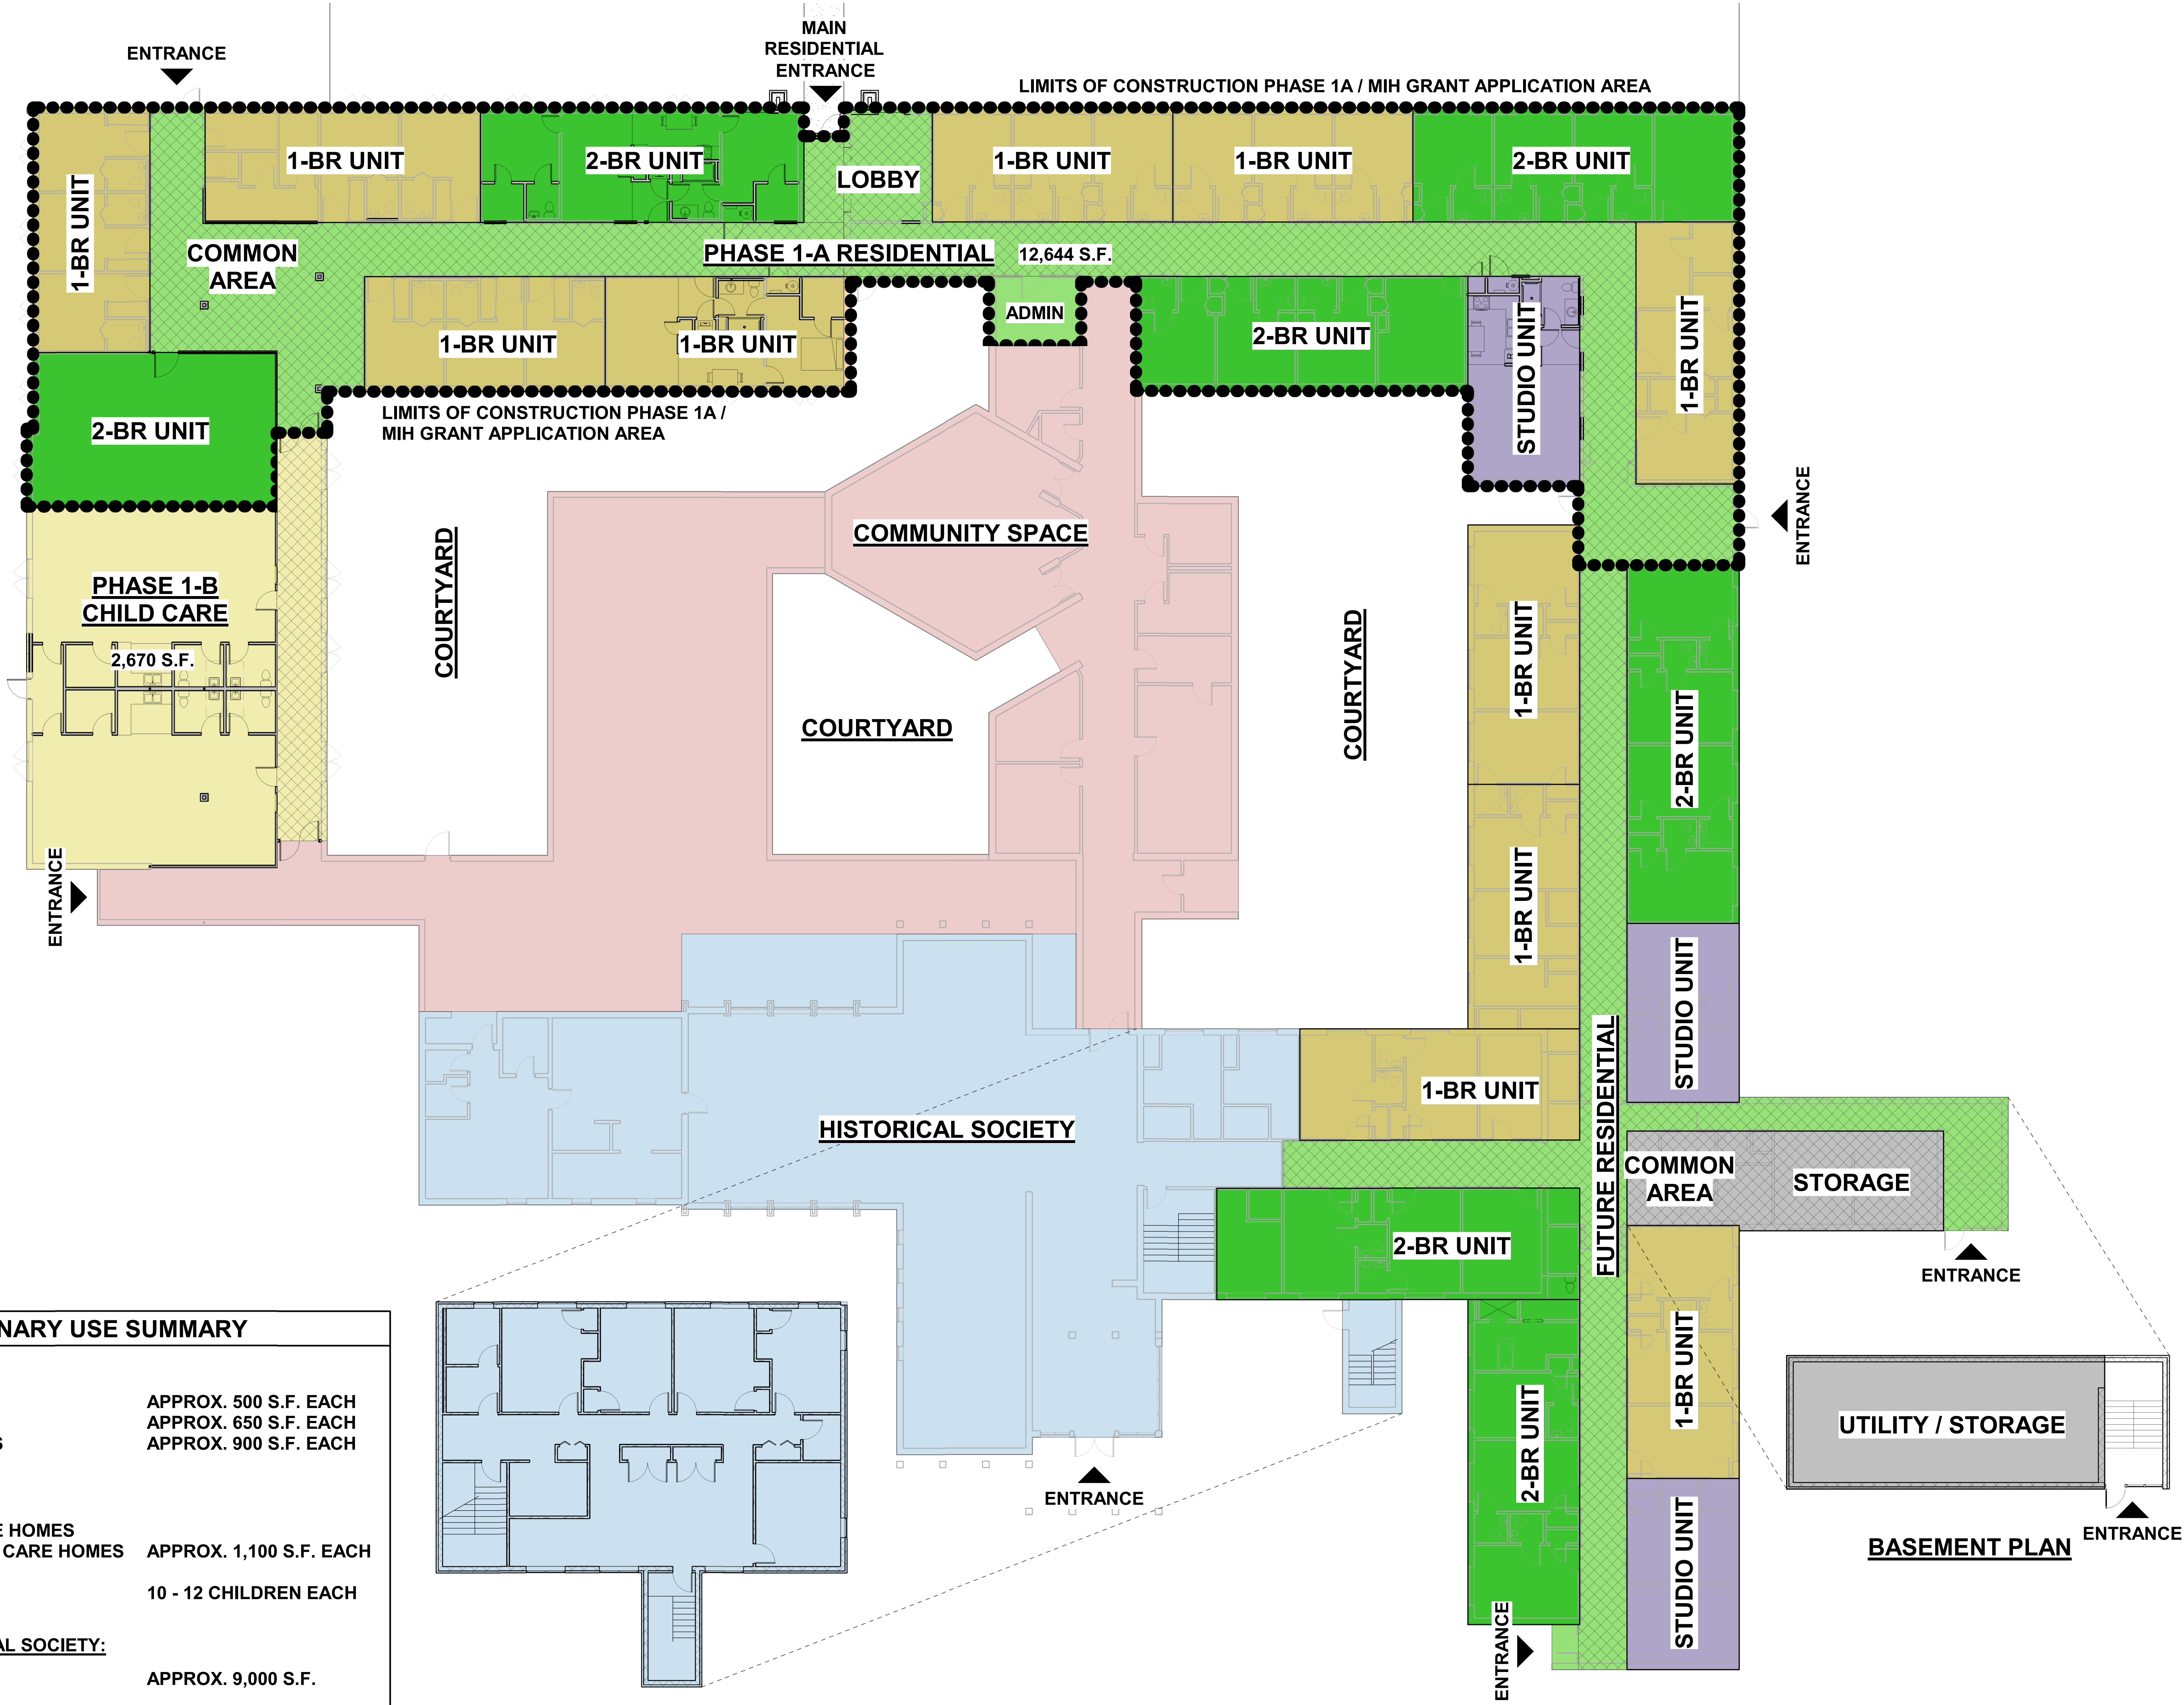 MAIN
RESIDENTIAL
ENTRANCE
ENTRANCE
LIMITS OF CONSTRUCTION PHASE 1A / MIH GRANT APPLICATION AREA
1-BR UNIT
1-BR UNIT
2-BR UNIT
LOBBY
1-BR UNIT
1-BR UNIT
2-BR UNIT
COMMON
AREA
PHASE 1-A RESIDENTIAL
12,644 S.F.
ADMIN
1-BR UNIT
1-BR UNIT
2-BR UNIT
STUDIO UNIT
1-BR UNIT
LIMITS OF CONSTRUCTION PHASE 1A /
MIH GRANT APPLICATION AREA
2-BR UNIT
ENTRANCE
COMMUNITY SPACE
COURTYARD
PHASE 1-B
CHILD CARE
2,670 S.F.
COURTYARD
COURTYARD
1-BR UNIT
2-BR UNIT
1-BR UNIT
ENTRANCE
STUDIO UNIT
1-BR UNIT
HISTORICAL SOCIETY
FUTURE RESIDENTIAL
COMMON
AREA
STORAGE
2-BR UNIT
ENTRANCE
1-BR UNIT
2-BR UNIT
UTILITY / STORAGE
ENTRANCE
STUDIO UNIT
ENTRANCE
BASEMENT PLAN
ENTRANCE
NARY USE SUMMARY
APPROX. 500 S.F. EACH
APPROX. 650 S.F. EACH
S APPROX. 900 S.F. EACH
E HOMES
CARE HOMES APPROX. 1,100 S.F. EACH
10 - 12 CHILDREN EACH
AL SOCIETY:
APPROX. 9,000 S.F.